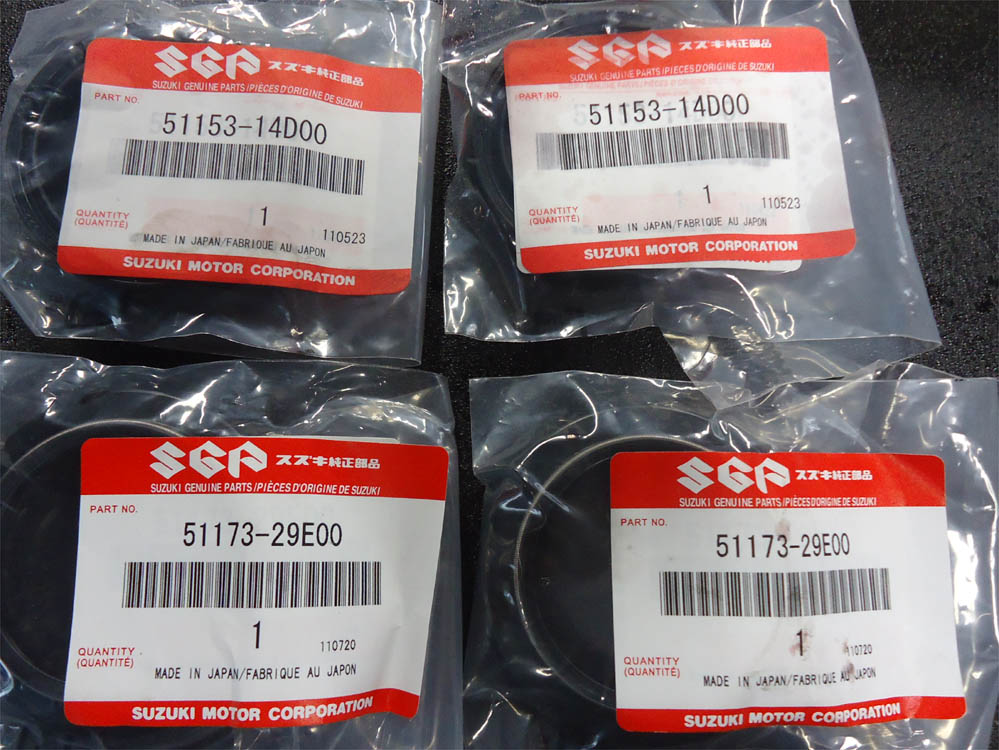 SGP スズキ純正部品
SUZUKI GENUINE PARTS/PIÈCES D'ORIGINE DE SUZUKI
PART NO.
51153-14D00
QUANTITY
(QUANTITÉ)
1
110523
MADE IN JAPAN/FABRIQUE AU JAPON
SUZUKI MOTOR CORPORATION
SGP スズキ純正部品
SUZUKI GENUINE PARTS/PIÈCES D'ORIGINE DE SUZUKI
PART NO.
51153-14D00
QUANTITY
(QUANTITÉ)
1
110523
MADE IN JAPAN/FABRIQUE AU JAPON
SUZUKI MOTOR CORPORATION
SGP スズキ純正部品
SUZUKI GENUINE PARTS/PIÈCES D'ORIGINE DE SUZUKI
PART NO.
51173-29E00
1
110720
QUANTITY
(QUANTITÉ)
MADE IN JAPAN/FABRIQUE AU JAPON
SUZUKI MOTOR CORPORATION
SGP スズキ純正部品
SUZUKI GENUINE PARTS/PIÈCES D'ORIGINE DE SUZUKI
PART NO.
51173-29E00
1
110720
QUANTITY
(QUANTITÉ)
MADE IN JAPAN/FABRIQUE AU JAPON
SUZUKI MOTOR CORPORATION